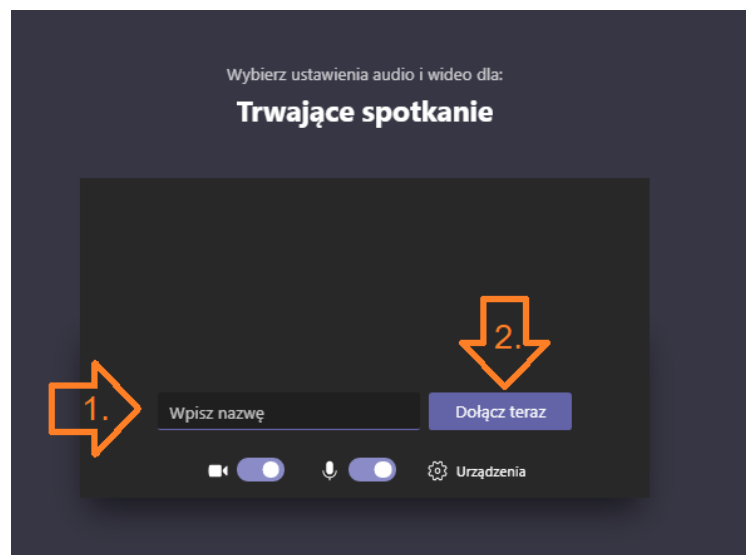 Wybierz ustawienia audio i wideo dla:
Trwające spotkanie
2.
1.
Wpisz nazwę
Dołącz teraz
Urządzenia